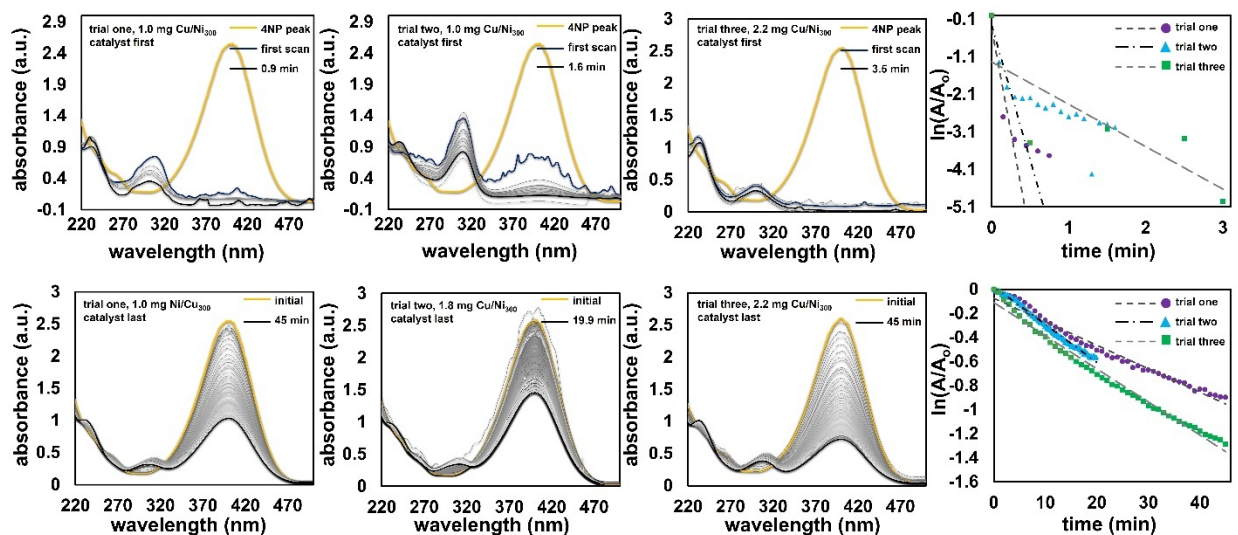 trial one, 1.0 mg Cu/Ni300
catalyst first
4NP peak
first scan
0.9 min
absorbance (a.u.)
2.9
2.4
1.9
1.4
0.9
0.4
-0.1
220 270 320 370 420 470
wavelength (nm)
trial two, 1.0 mg Cu/Ni300
catalyst first
4NP peak
first scan
1.6 min
absorbance (a.u.)
2.9
2.4
1.9
1.4
0.9
0.4
-0.1
220 270 320 370 420 470
wavelength (nm)
trial three, 2.2 mg Cu/Ni300
catalyst first
4NP peak
first scan
3.5 min
absorbance (a.u.)
3
2.5
2
1.5
1
0.5
0
220 270 320 370 420 470
wavelength (nm)
trial one
trial two
trial three
ln(A/Ao)
-0.1
-1.1
-2.1
-3.1
-4.1
-5.1
0 1 2 3
time (min)
trial one, 1.0 mg Ni/Cu300
catalyst last
initial
45 min
absorbance (a.u.)
3
2.5
2
1.5
1
0.5
0
220 270 320 370 420 470
wavelength (nm)
trial two, 1.8 mg Cu/Ni300
catalyst last
initial
19.9 min
absorbance (a.u.)
3
2.5
2
1.5
1
0.5
0
220 270 320 370 420 470
wavelength (nm)
trial three, 2.2 mg Cu/Ni300
catalyst last
initial
45 min
absorbance (a.u.)
3
2.5
2
1.5
1
0.5
0
220 270 320 370 420 470
wavelength (nm)
trial one
trial two
trial three
ln(A/Ao)
0
-0.2
-0.4
-0.6
-0.8
-1
-1.2
-1.4
-1.6
0 10 20 30 40
time (min)